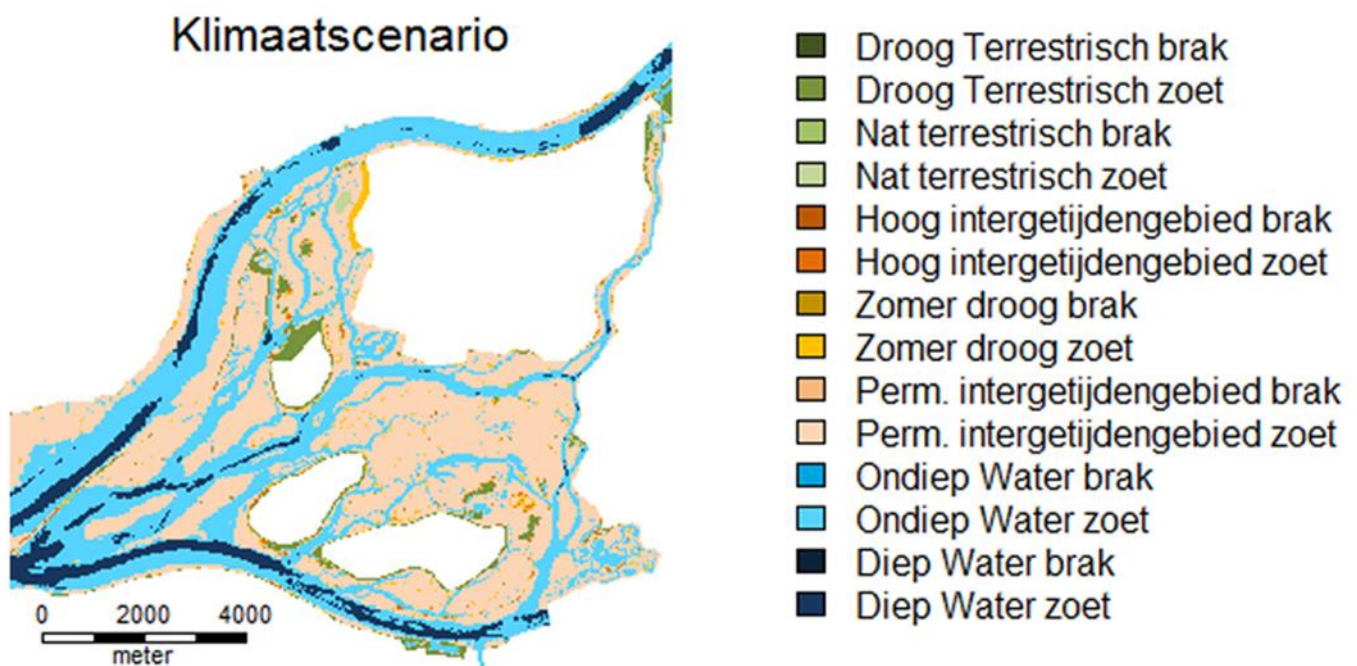 Klimaatscenario
Droog Terrestrisch brak
Droog Terrestrisch zoet
Nat terrestrisch brak
Nat terrestrisch zoet
Hoog intergetijdengebied brak
Hoog intergetijdengebied zoet
Zomer droog brak
Zomer droog zoet
Perm. intergetijdengebied brak
Perm. intergetijdengebied zoet
Ondiep Water brak
Ondiep Water zoet
Diep Water brak
Diep Water zoet
0 2000 4000
meter